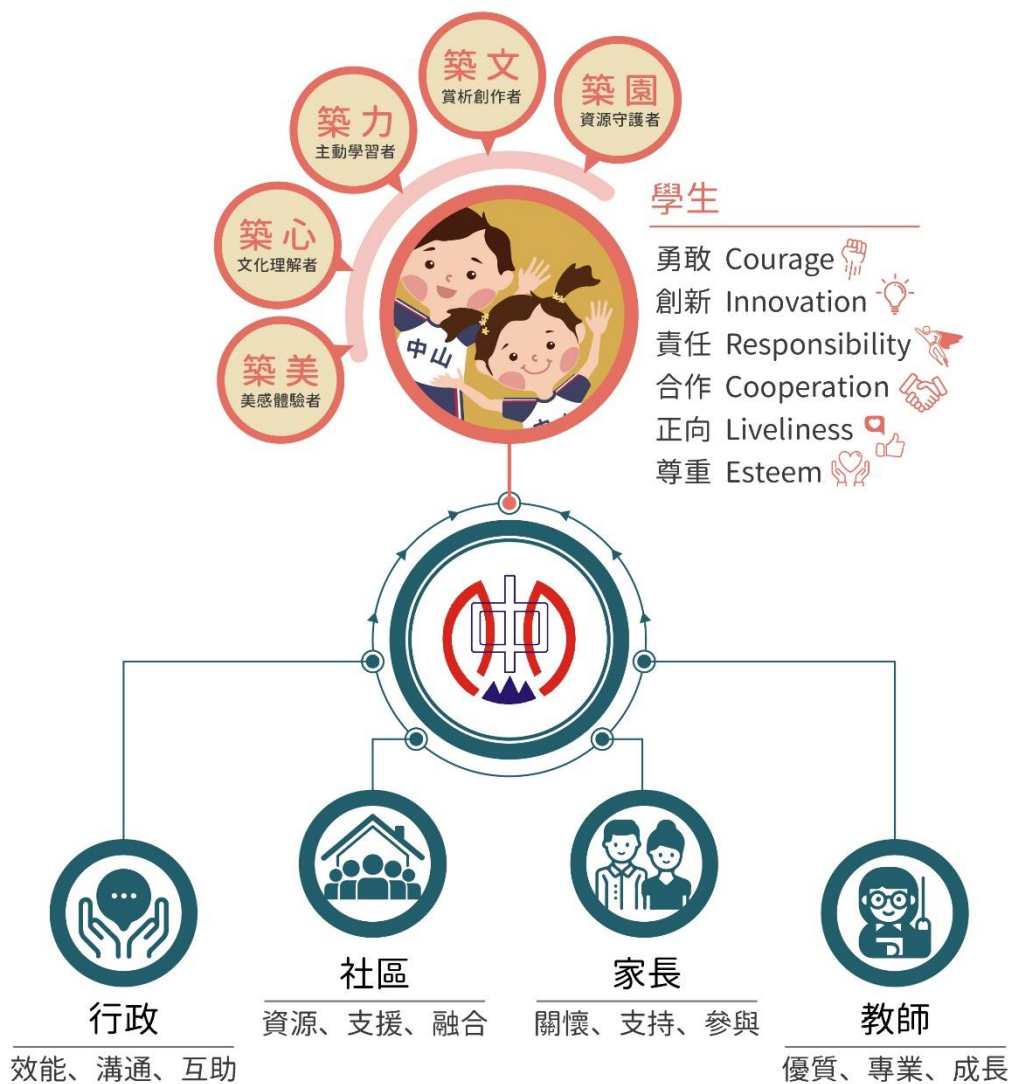 築文
賞析創作者
築園
資源守護者
築力
主動學習者
築心
文化理解者
築美
美感體驗者
中山
學生
勇敢 Courage
創新 Innovation
責任 Responsibility
合作 Cooperation
正向 Liveliness
尊重 Esteem
中
行政
效能、溝通、互助
社區
資源、支援、融合
家長
關懷、支持、參與
教師
優質、專業、成長